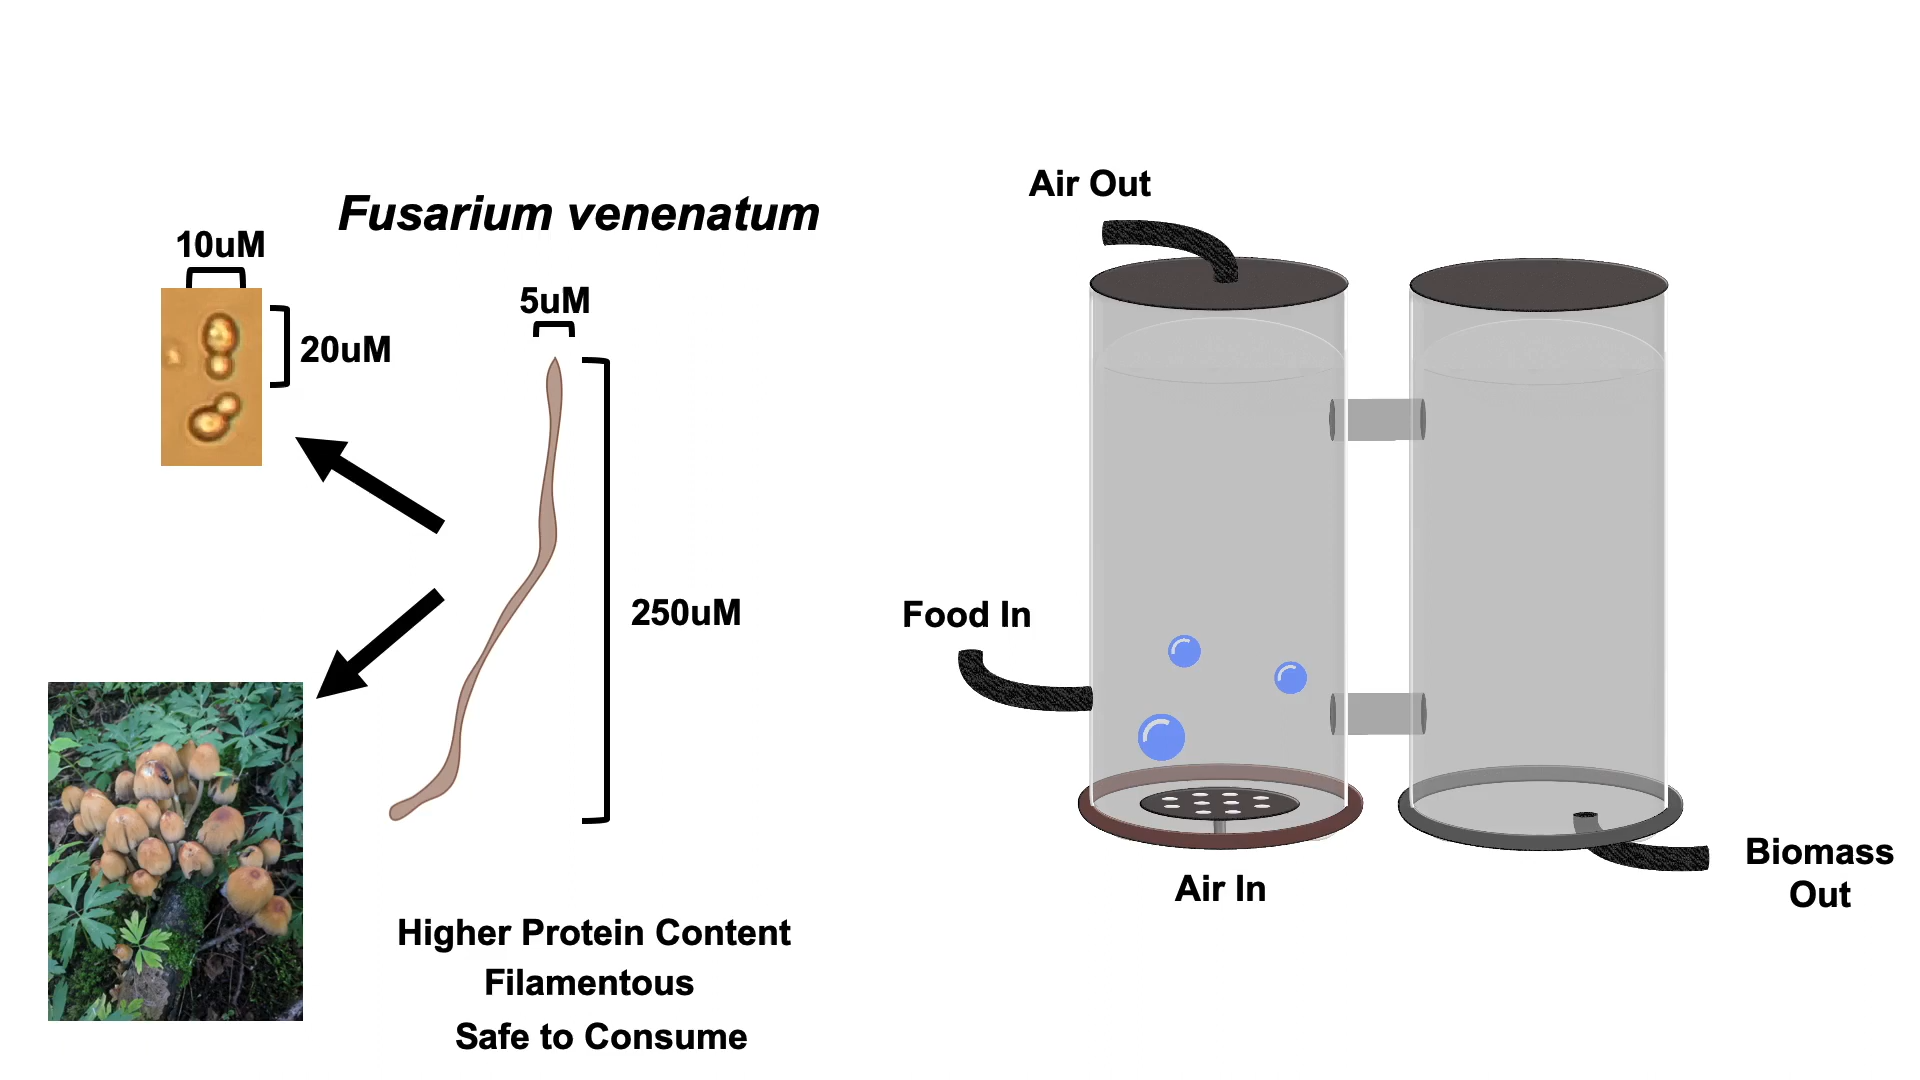 Fusarium venenatum
10uM
20uM
5uM
250uM
Higher Protein Content
Filamentous
Safe to Consume
Air Out
Food In
Air In
Biomass
Out